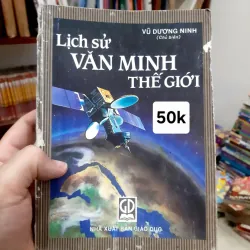 VŨ DƯƠNG NINH
(Chủ biên)
Lịch sử
VĂN MINH
THẾ GIỚI
50k
NHÀ XUẤT BẢN GIÁO DỤC